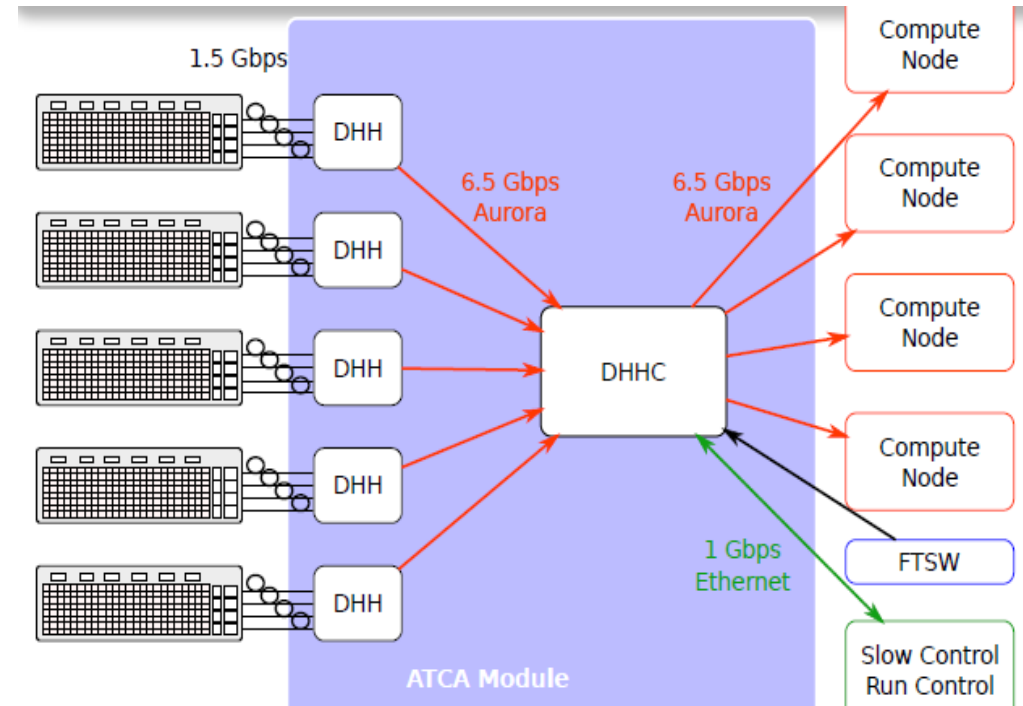 1.5 Gbps
DHH
DHH
DHH
DHH
DHH
6.5 Gbps
Aurora
6.5 Gbps
Aurora
DHHC
1 Gbps
Ethernet
ATCA Module
Compute
Node
Compute
Node
Compute
Node
Compute
Node
FTSW
Slow Control
Run Control